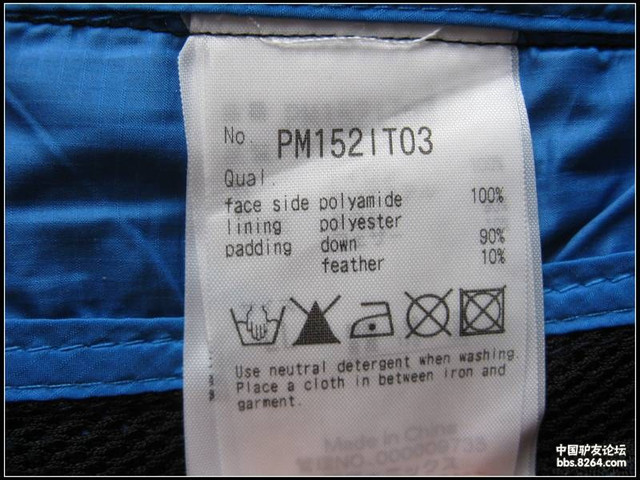 No. PM152IT03
Qual.
face side polyamide 100%
lining polyester
padding down 90%
feather 10%
Use neutral detergent when washing.
Place a cloth in between iron and
garment.
Made in China
中国驴友论坛
bbs.8264.com